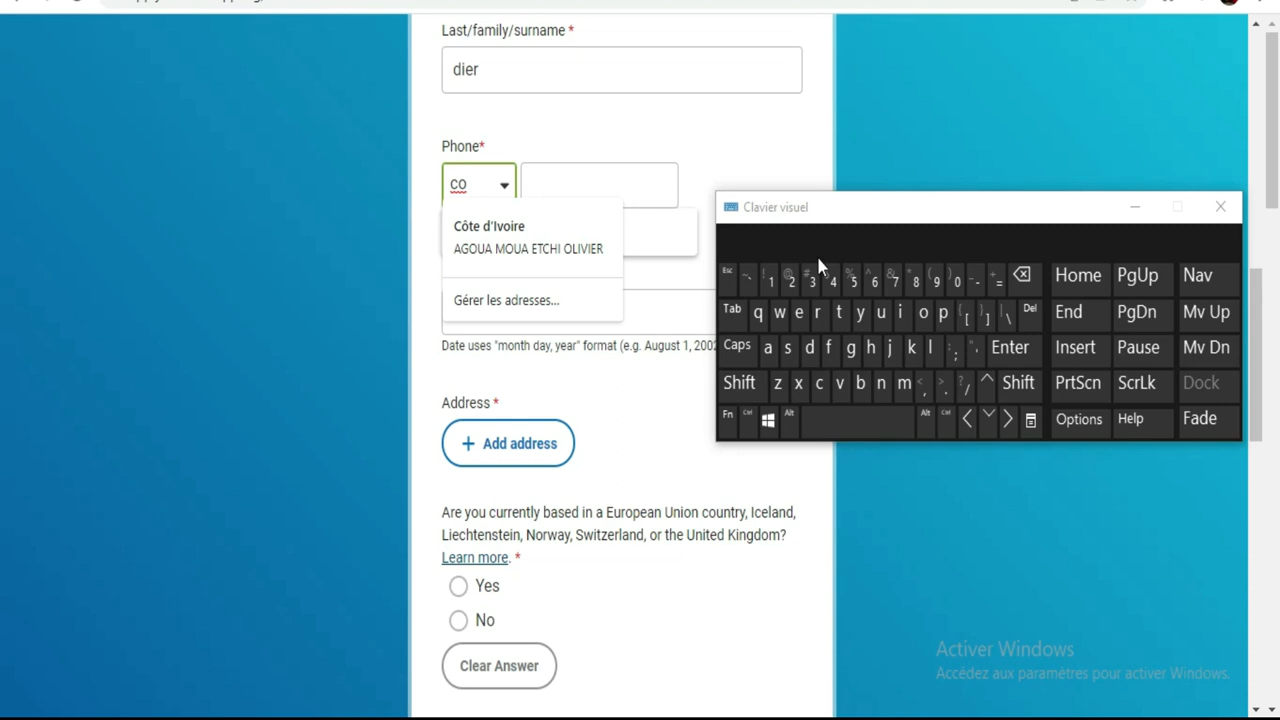 Last/family/surname *
dier
Phone*
CO
Côte d'Ivoire
AGOUA MOUA ETCHI OLIVIER
Gérer les adresses...
Date uses "month day, year" format (e.g. August 1, 2002
Address *
+ Add address
Are you currently based in a European Union country, Iceland,
Liechtenstein, Norway, Switzerland, or the United Kingdom?
Learn more. *
Yes
No
Clear Answer
Clavier visuel
Esc ~ ` ! 1 @ 2 # 3 $ 4 % 5 ^ 6 & 7 * 8 ( 9 ) 0 _ - + = Home PgUp Nav
Tab q w e r t y u i o p { [ } ] | \ Del End PgDn Mv Up
Caps a s d f g h j k l : ; " ' Enter Insert Pause Mv Dn
Shift z x c v b n m < , > . ? / ^ Shift PrtScn ScrLk Dock
Fn Ctrl Alt Alt Ctrl Options Help Fade
Activer Windows
Accédez aux paramètres pour activer Windows.